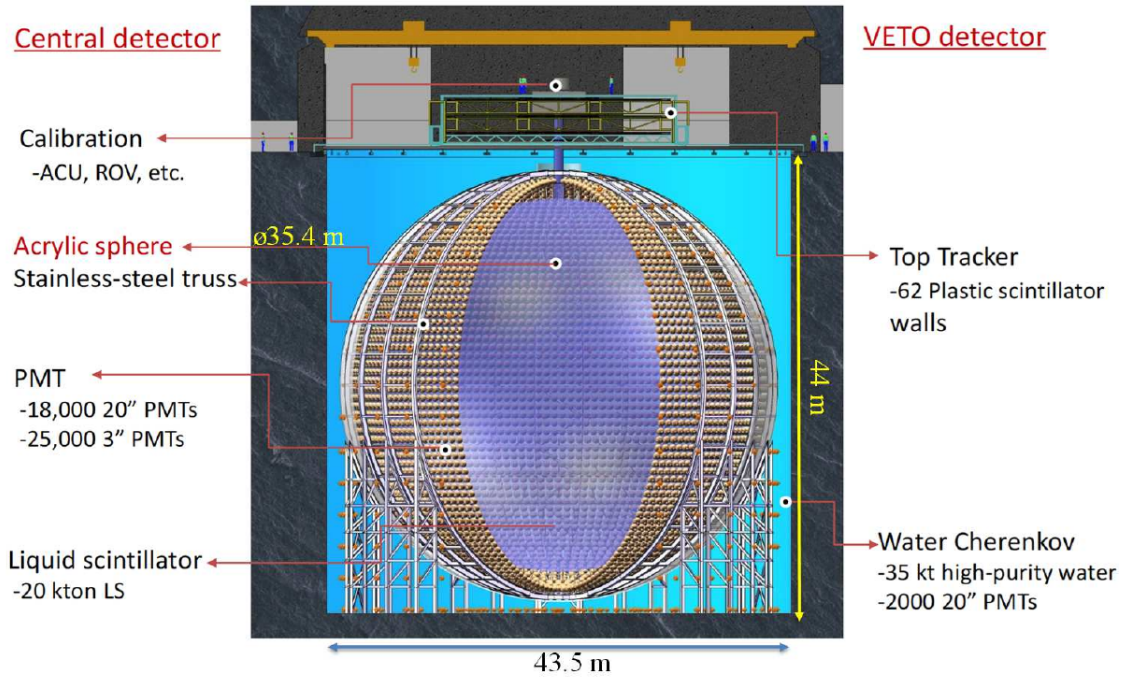 Central detector
VETO detector
Calibration
-ACU, ROV, etc.
Acrylic sphere
ø35.4 m
Stainless-steel truss
Top Tracker
-62 Plastic scintillator
walls
PMT
-18,000 20” PMTs
-25,000 3” PMTs
44 m
Liquid scintillator
-20 kton LS
Water Cherenkov
-35 kt high-purity water
-2000 20” PMTs
43.5 m